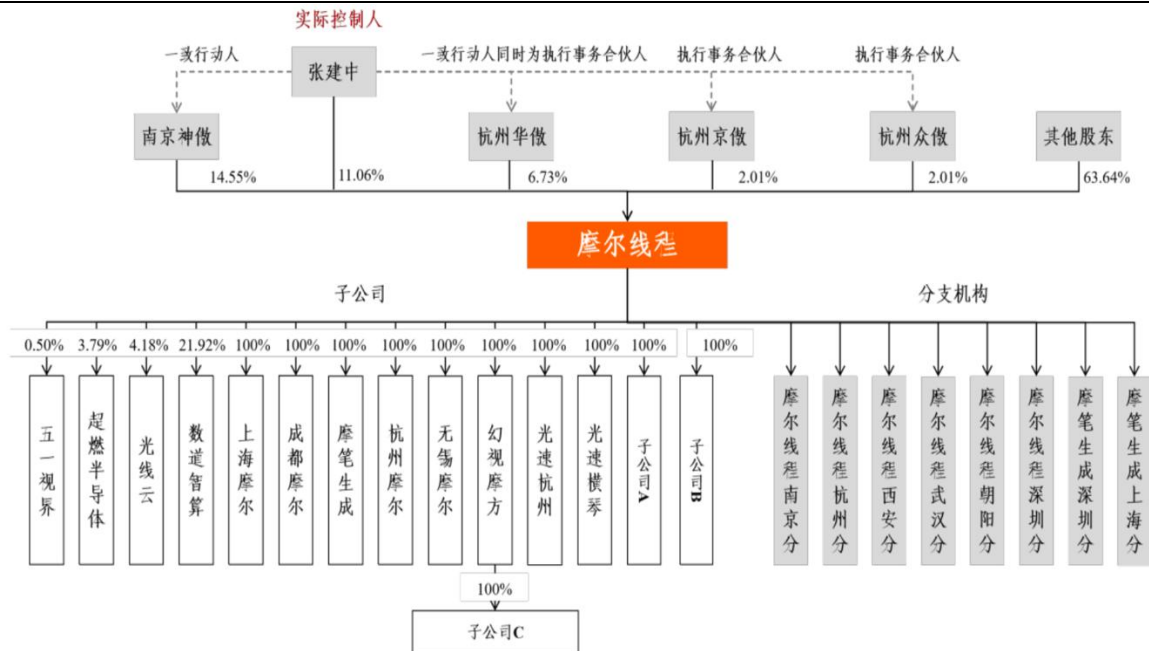 实际控制人
一致行动人
一致行动人同时为执行事务合伙人
执行事务合伙人
执行事务合伙人
张建中
南京神傲
杭州华傲
杭州京傲
杭州众傲
其他股东
14.55%
11.06%
6.73%
2.01%
2.01%
63.64%
摩尔线程
子公司
分支机构
0.50%
3.79%
4.18%
21.92%
100%
100%
100%
100%
100%
100%
100%
100%
100%
100%
五一视界
超燃半导体
光线云
数道智算
上海摩尔
成都摩尔
摩笔生成
杭州摩尔
无锡摩尔
幻视摩方
光速杭州
光速横琴
子公司A
子公司B
摩尔线程南京分
摩尔线程杭州分
摩尔线程西安分
摩尔线程武汉分
摩尔线程朝阳分
摩尔线程深圳分
摩笔生成深圳分
摩笔生成上海分
100%
子公司C